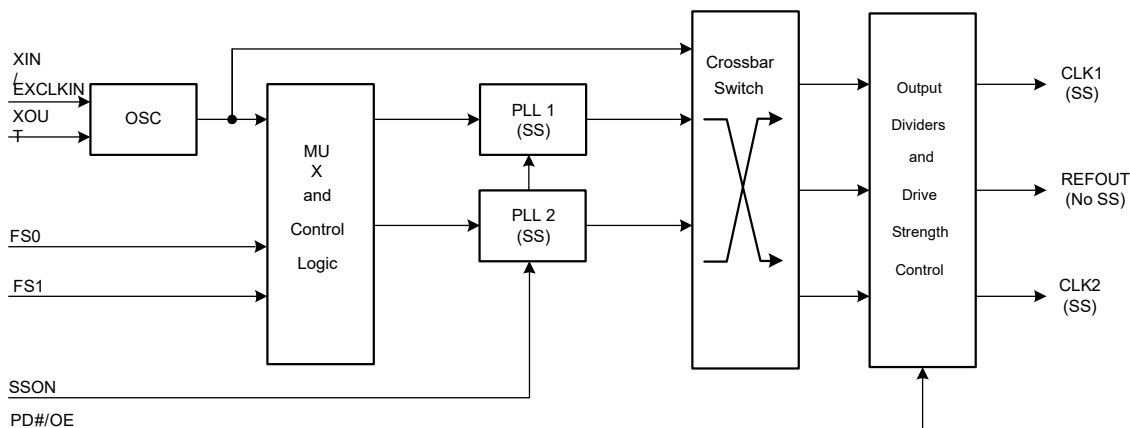 XIN
/
EXCLKIN
XOU
T
OSC
FS0
FS1
SSON
PD#/OE
MU
X
and
Control
Logic
PLL 1
(SS)
PLL 2
(SS)
Crossbar
Switch
Output
Dividers
and
Drive
Strength
Control
CLK1
(SS)
REFOUT
(No SS)
CLK2
(SS)